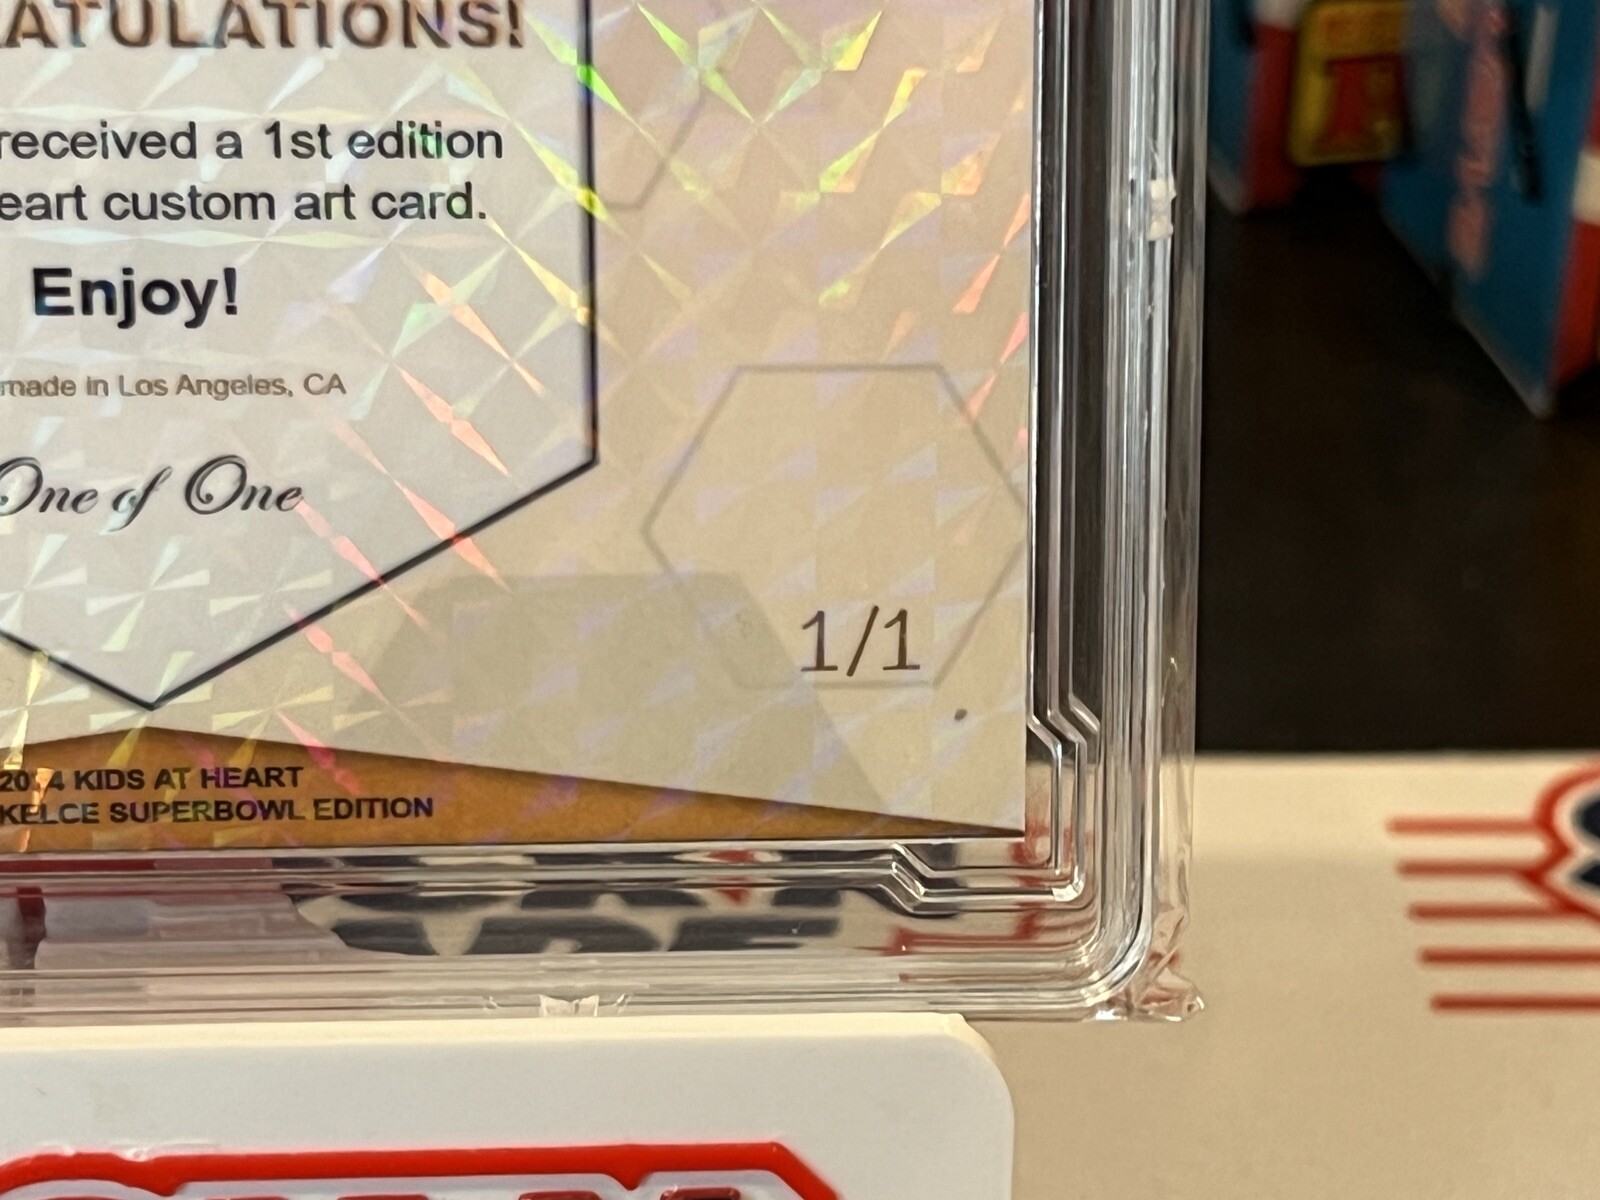 ATULATIONS!
received a 1st edition
eart custom art card.
Enjoy!
made in Los Angeles, CA
One of One
1/1
2024 KIDS AT HEART
KELCE SUPERBOWL EDITION